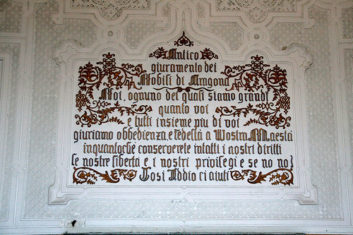 Antico
giuramento del
Nobili di Aragona
Noi, ognuno dei quali siamo grandi
quanto voi
e tutti insieme più di voi
giuriamo obbedienza, e fedeltà a Vostra Maestà
inquantoche conserverete intatti i nostri diritti
le nostre libertà e i nostri privilegi e se no no
Così Iddio ci aiuti